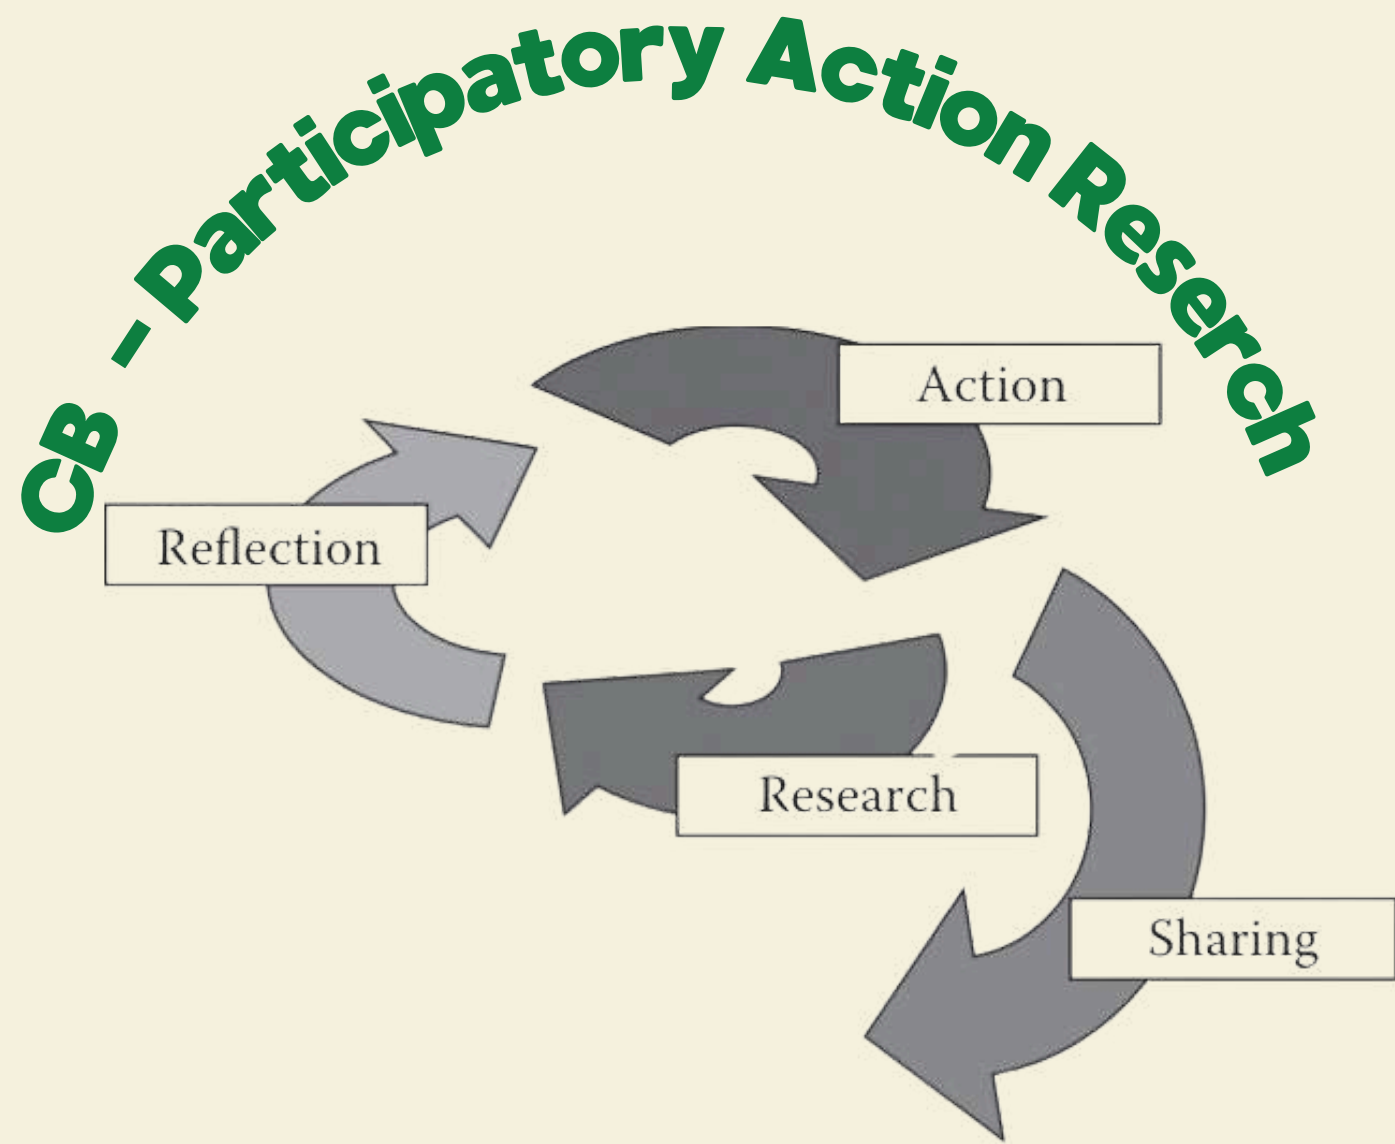 CB - Participatory Action Reserch
Action
Reflection
Research
Sharing